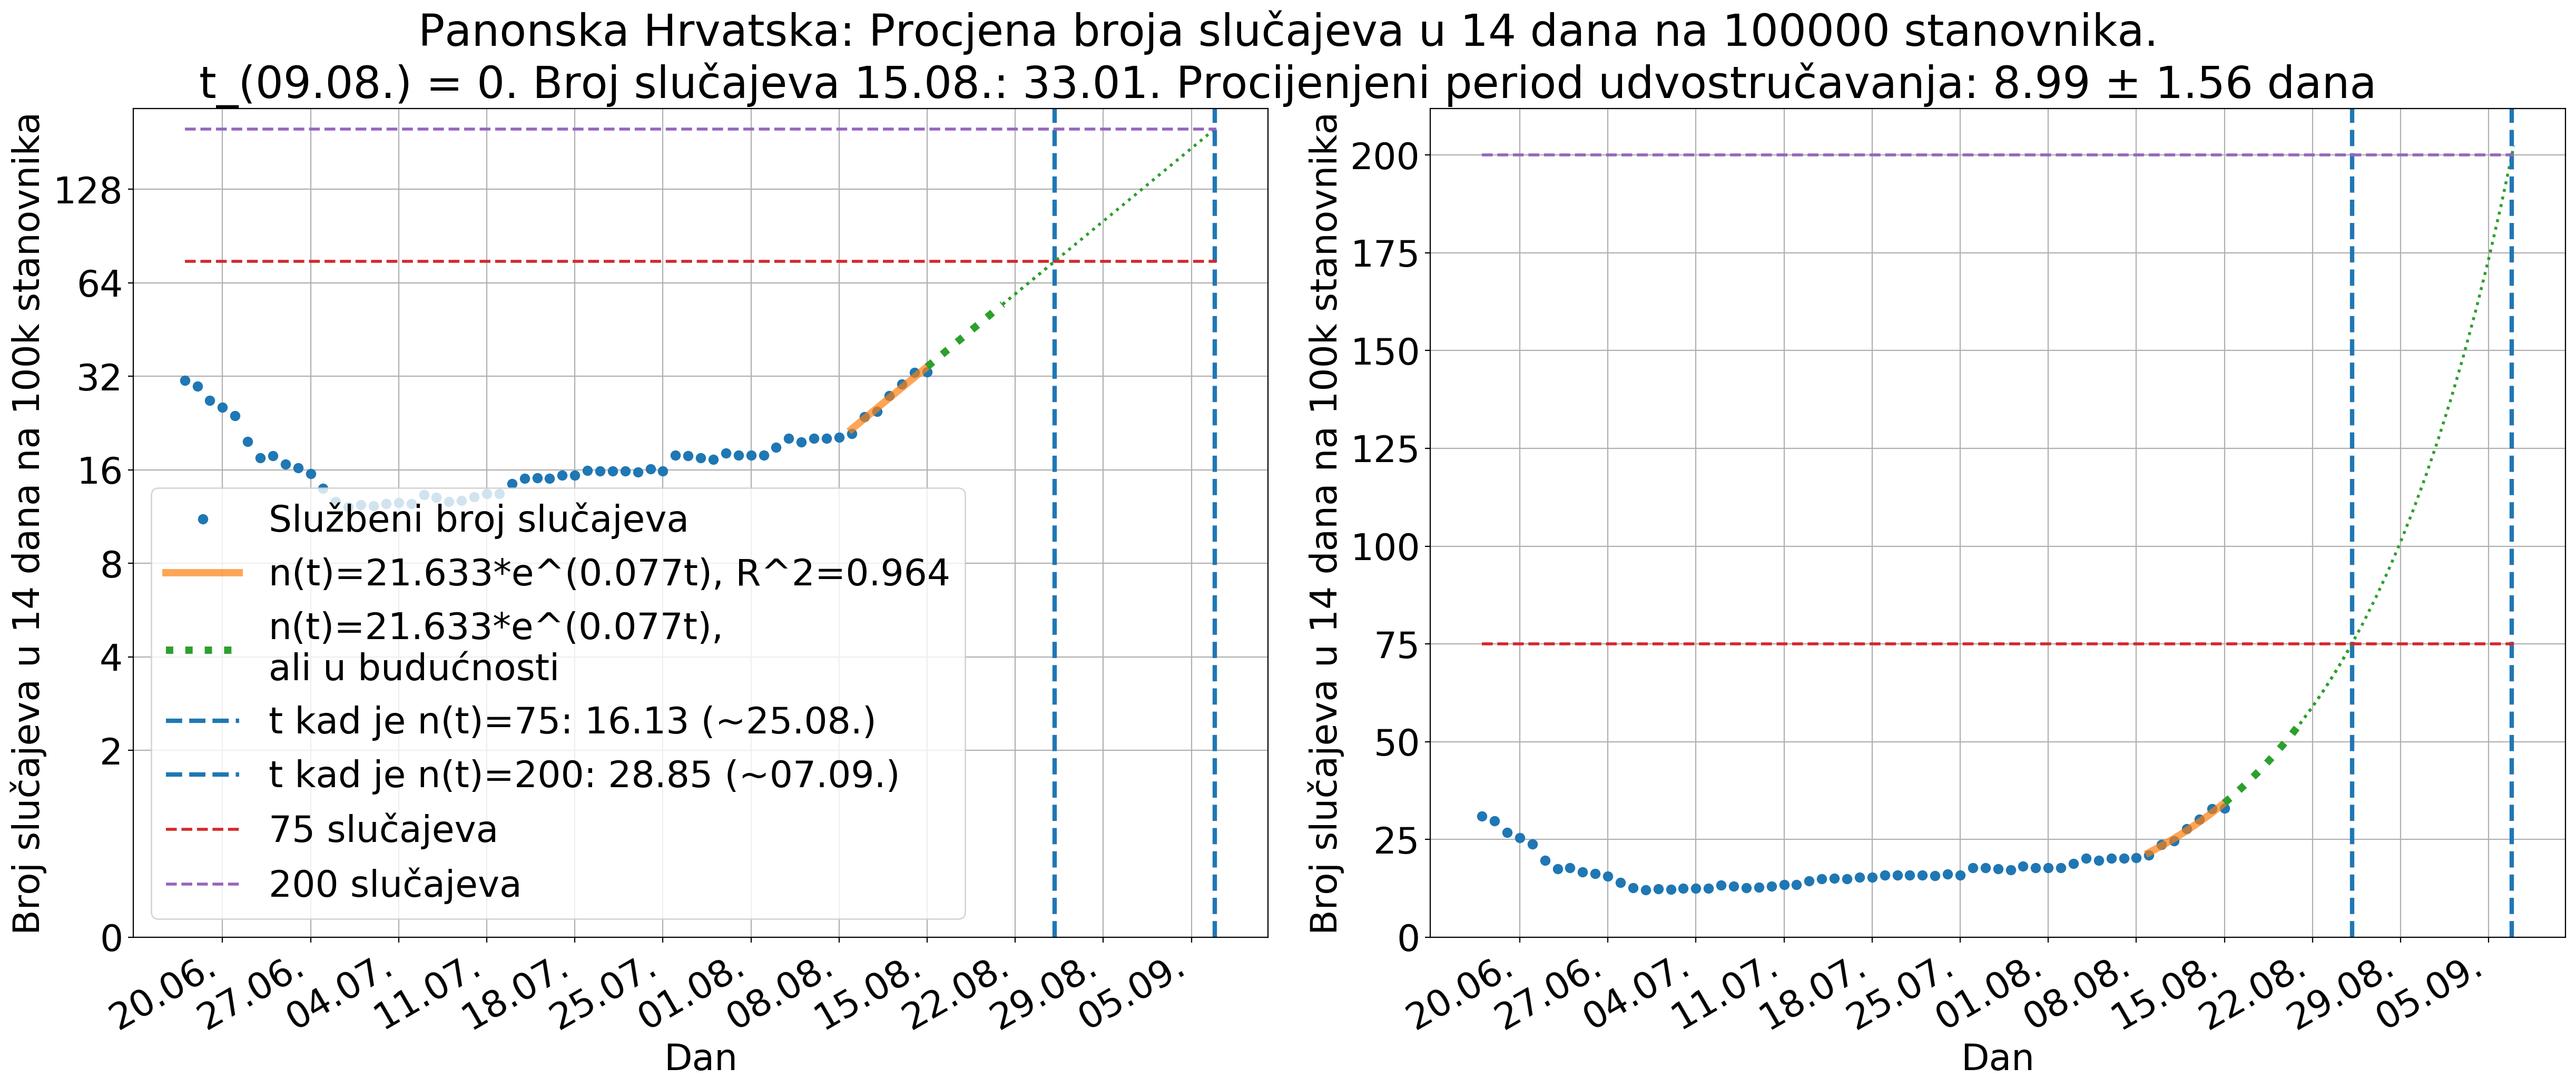 Panonska Hrvatska: Procjena broja slučajeva u 14 dana na 100000 stanovnika.
t_(09.08.) = 0. Broj slučajeva 15.08.: 33.01. Procijenjeni period udvostručavanja: 8.99 ± 1.56 dana
Broj slučajeva u 14 dana na 100k stanovnika
128
64
32
16
8
4
2
0
Službeni broj slučajeva
n(t)=21.633*e^(0.077t), R^2=0.964
n(t)=21.633*e^(0.077t),
ali u budućnosti
t kad je n(t)=75: 16.13 (~25.08.)
t kad je n(t)=200: 28.85 (~07.09.)
75 slučajeva
200 slučajeva
20.06.
27.06.
04.07.
11.07.
18.07.
25.07.
01.08.
08.08.
15.08.
22.08.
29.08.
05.09.
Dan
Broj slučajeva u 14 dana na 100k stanovnika
200
175
150
125
100
75
50
25
0
20.06.
27.06.
04.07.
11.07.
18.07.
25.07.
01.08.
08.08.
15.08.
22.08.
29.08.
05.09.
Dan